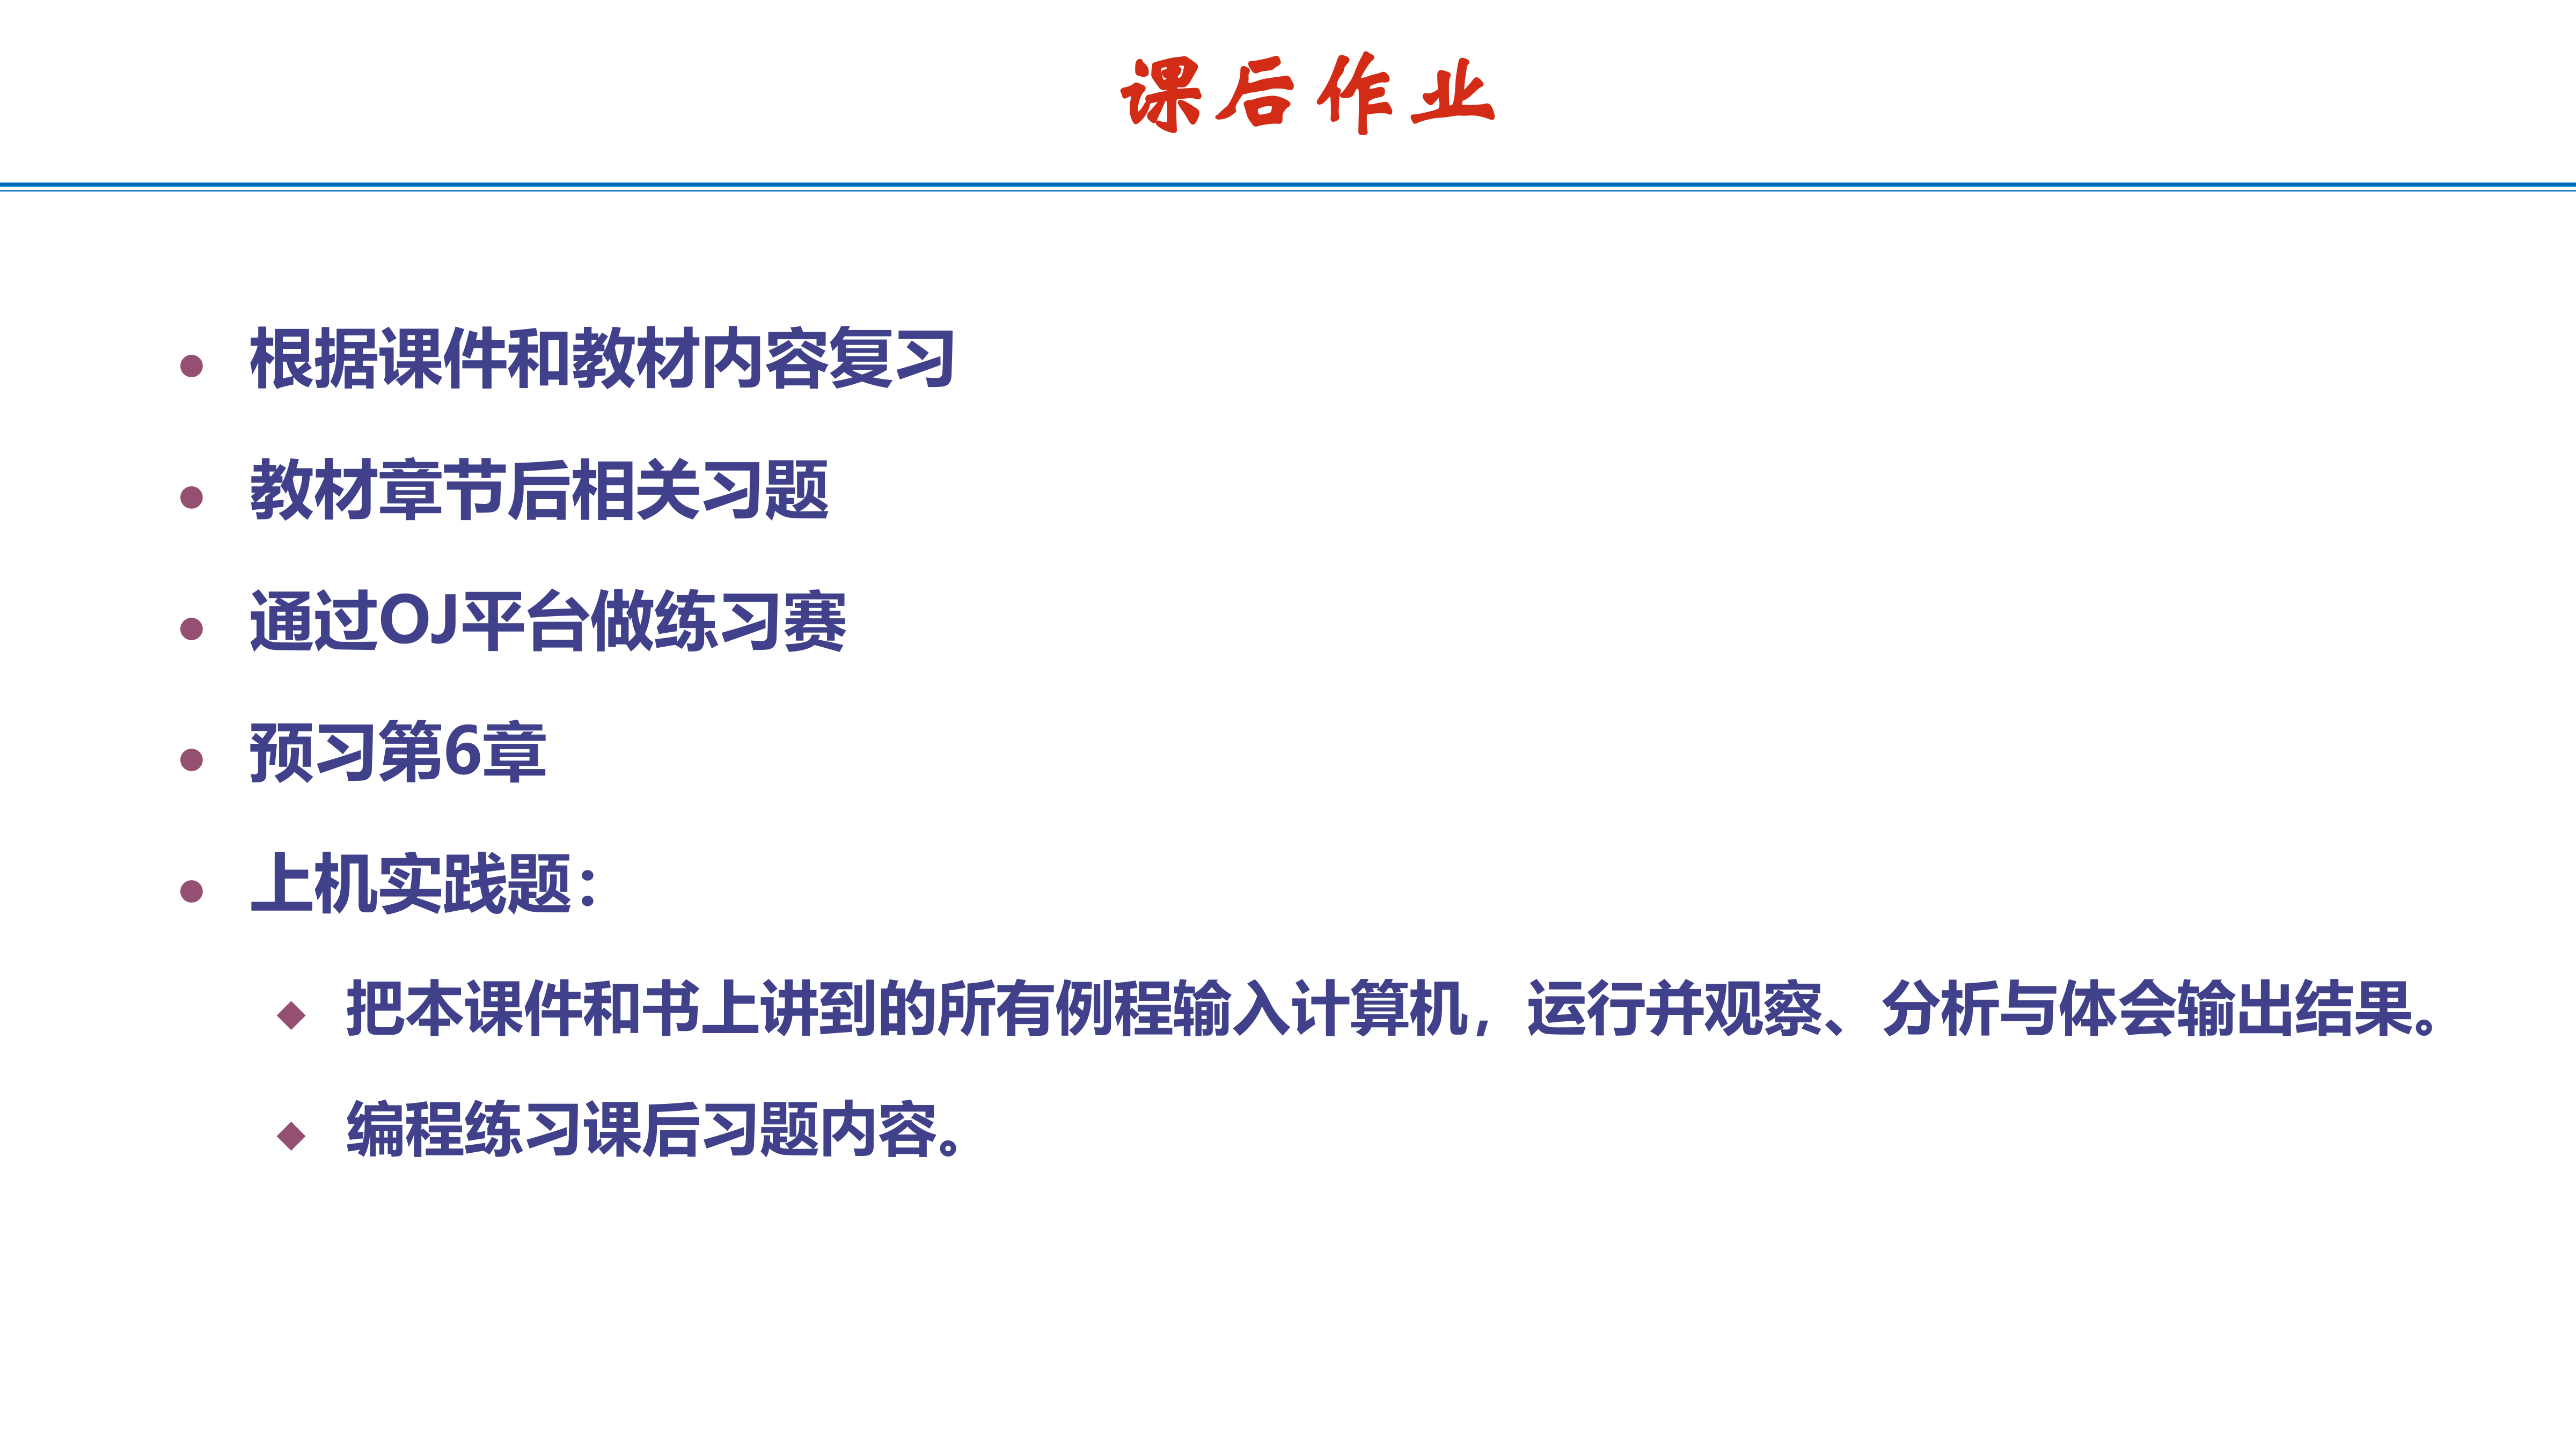 课后作业
根据课件和教材内容复习
教材章节后相关习题
通过OJ平台做练习赛
预习第6章
上机实践题：
把本课件和书上讲到的所有例程输入计算机，运行并观察、分析与体会输出结果。
编程练习课后习题内容。